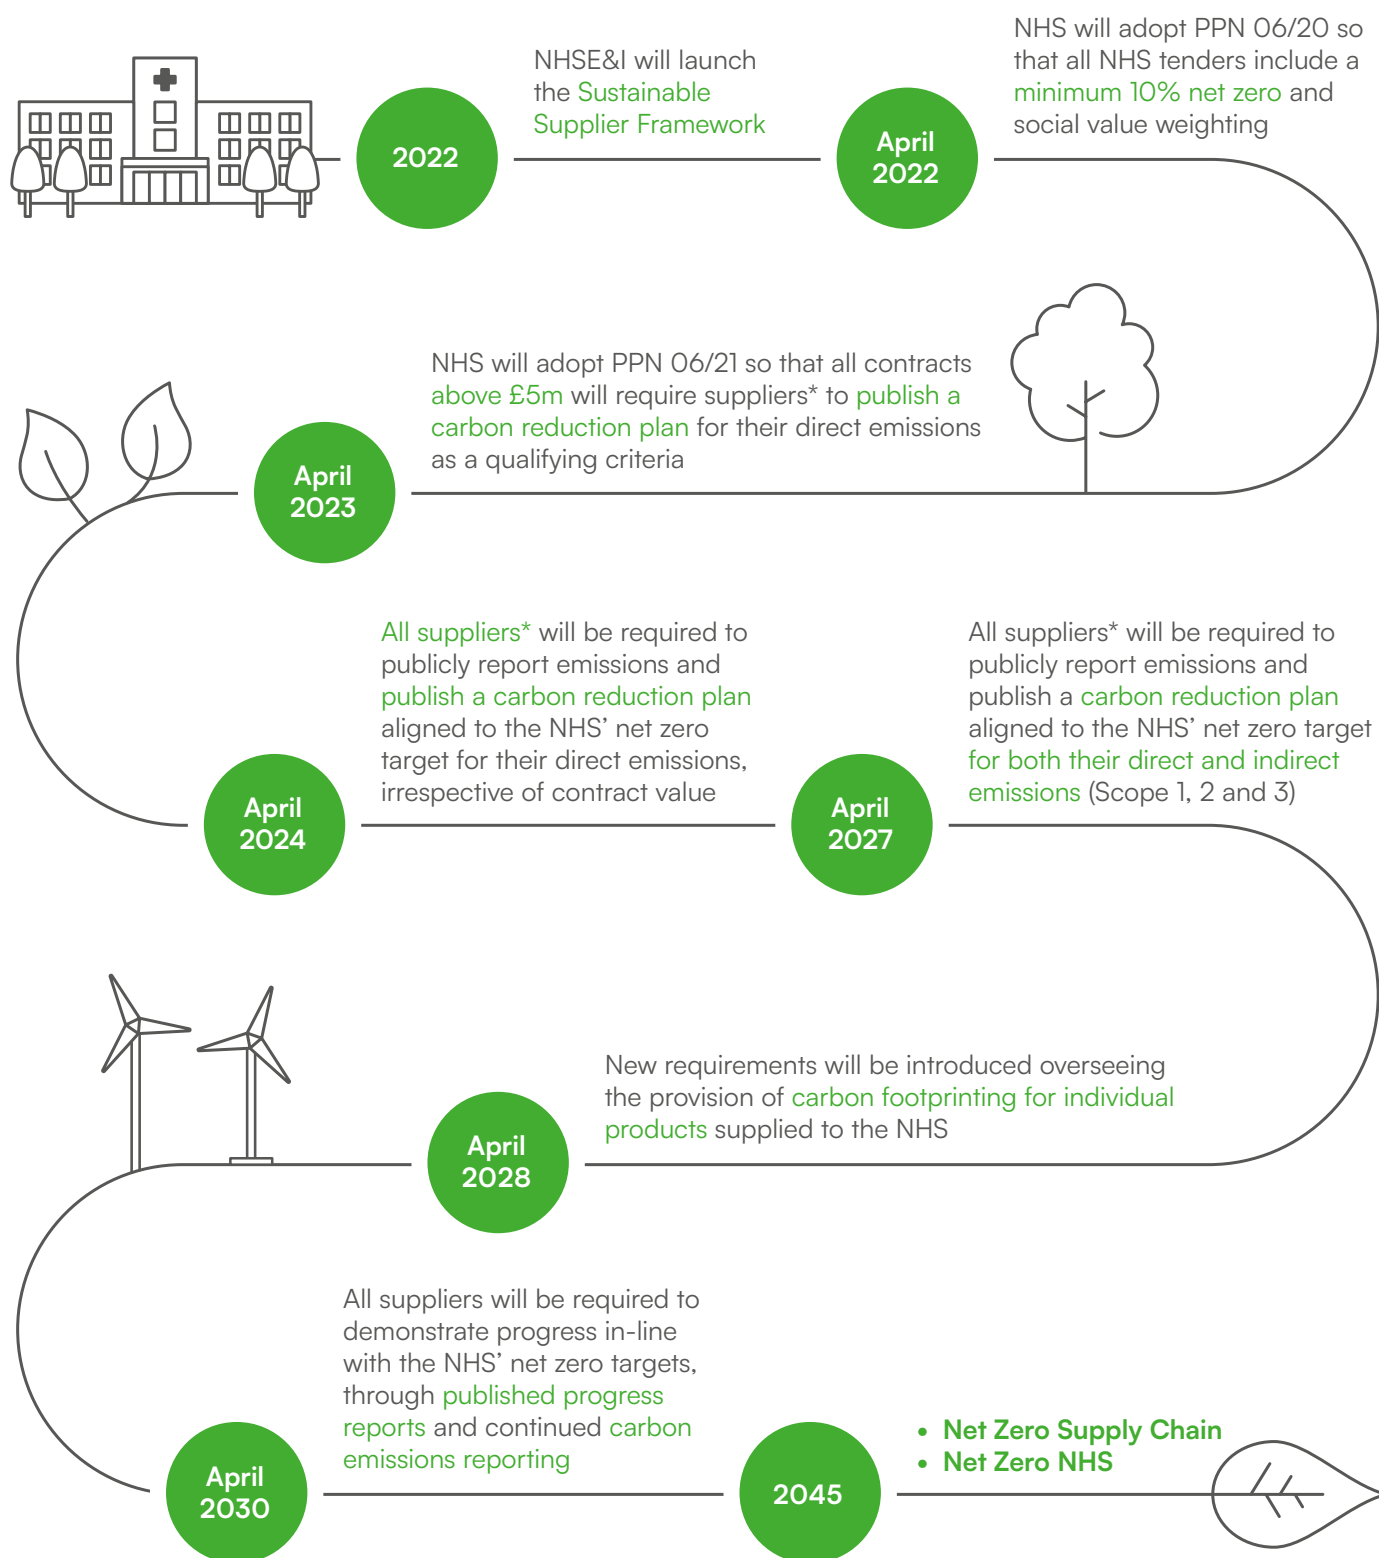 2022
NHSE&I will launch
the Sustainable
Supplier Framework
April
2022
NHS will adopt PPN 06/20 so
that all NHS tenders include a
minimum 10% net zero and
social value weighting
April
2023
NHS will adopt PPN 06/21 so that all contracts
above £5m will require suppliers* to publish a
carbon reduction plan for their direct emissions
as a qualifying criteria
April
2024
All suppliers* will be required to
publicly report emissions and
publish a carbon reduction plan
aligned to the NHS’ net zero
target for their direct emissions,
irrespective of contract value
April
2027
All suppliers* will be required to
publicly report emissions and
publish a carbon reduction plan
aligned to the NHS’ net zero target
for both their direct and indirect
emissions (Scope 1, 2 and 3)
April
2028
New requirements will be introduced overseeing
the provision of carbon footprinting for individual
products supplied to the NHS
April
2030
All suppliers will be required to
demonstrate progress in-line
with the NHS’ net zero targets,
through published progress
reports and continued carbon
emissions reporting
2045
• Net Zero Supply Chain
• Net Zero NHS